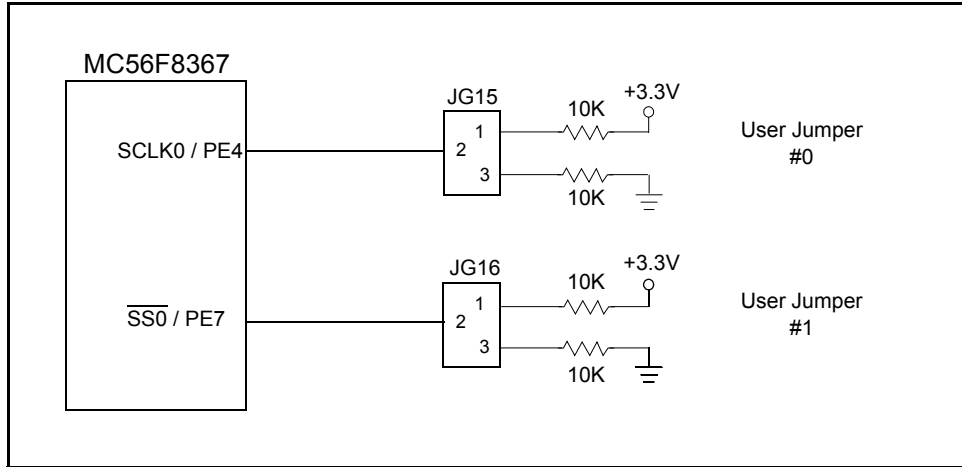 MC56F8367
SCLK0 / PE4
JG15
1
2
3
10K
+3.3V
10K
User Jumper
#0
SS0 / PE7
JG16
1
2
3
10K
+3.3V
10K
User Jumper
#1